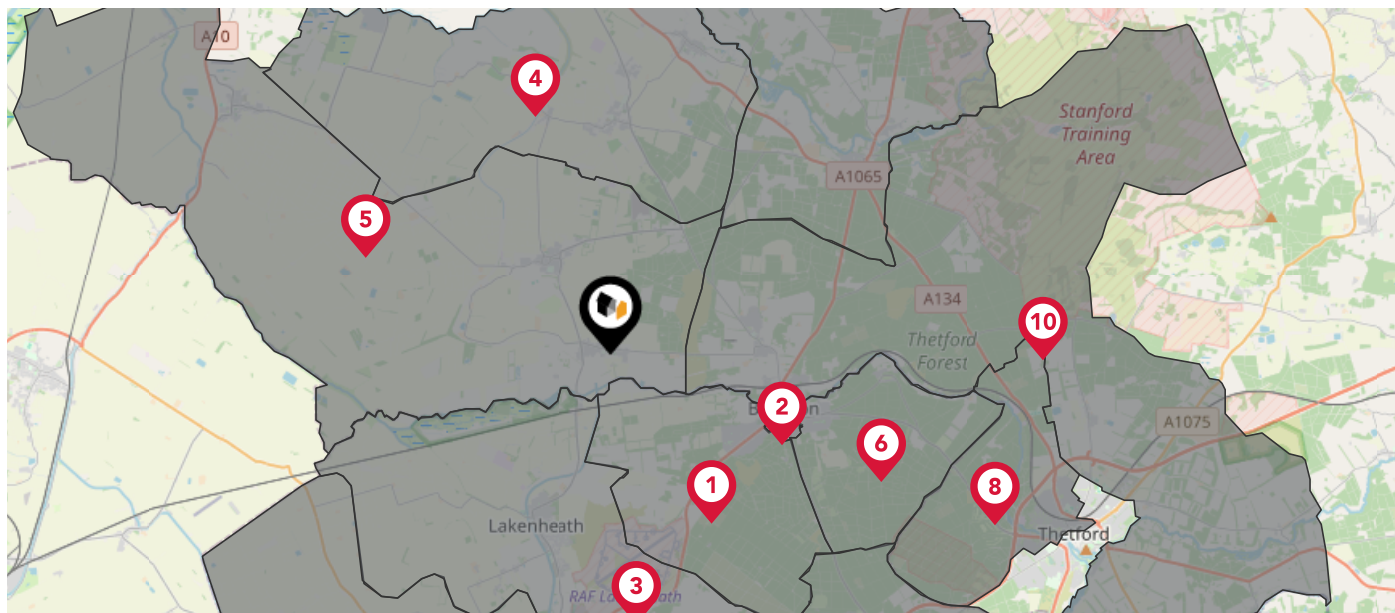 A10
4
Stanford
Training
Area
A1065
5
A134
10
Thetford
Forest
2
A1075
6
1
8
Lakenheath
Thetford
3
RAF